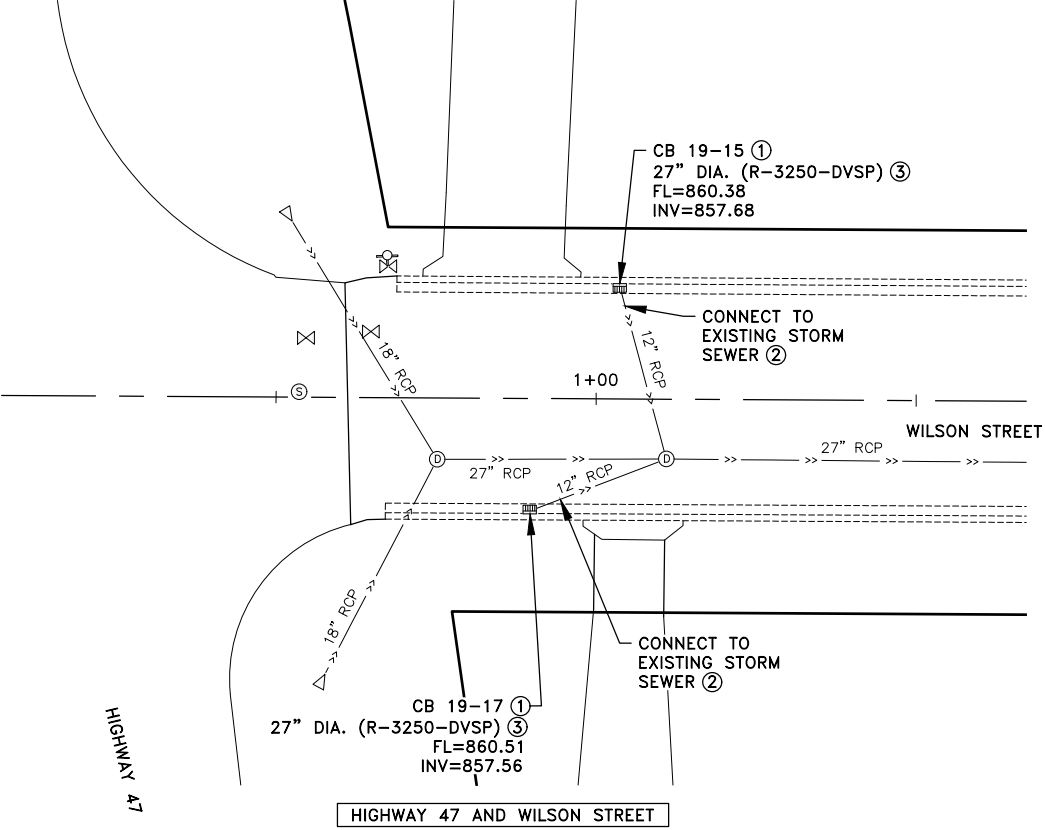 CB 19-15 ①
27" DIA. (R-3250-DVSP) ③
FL=860.38
INV=857.68
CONNECT TO
EXISTING STORM
SEWER ②
18" RCP
12" RCP
1+00
S
WILSON STREET
D
27" RCP
D
27" RCP
12" RCP
18" RCP
CONNECT TO
EXISTING STORM
SEWER ②
CB 19-17 ①
27" DIA. (R-3250-DVSP) ③
FL=860.51
INV=857.56
HIGHWAY 47
HIGHWAY 47 AND WILSON STREET